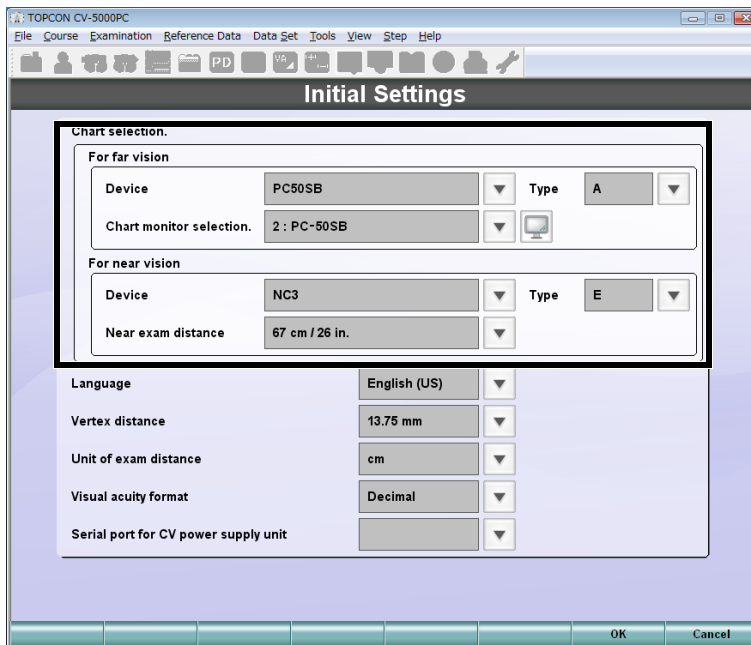 TOPCON CV-5000PC
File Course Examination Reference Data Data Set Tools View Step Help
PD VA
Initial Settings
Chart selection.
For far vision
Device PC50SB Type A
Chart monitor selection. 2 : PC-50SB
For near vision
Device NC3 Type E
Near exam distance 67 cm / 26 in.
Language English (US)
Vertex distance 13.75 mm
Unit of exam distance cm
Visual acuity format Decimal
Serial port for CV power supply unit
OK Cancel